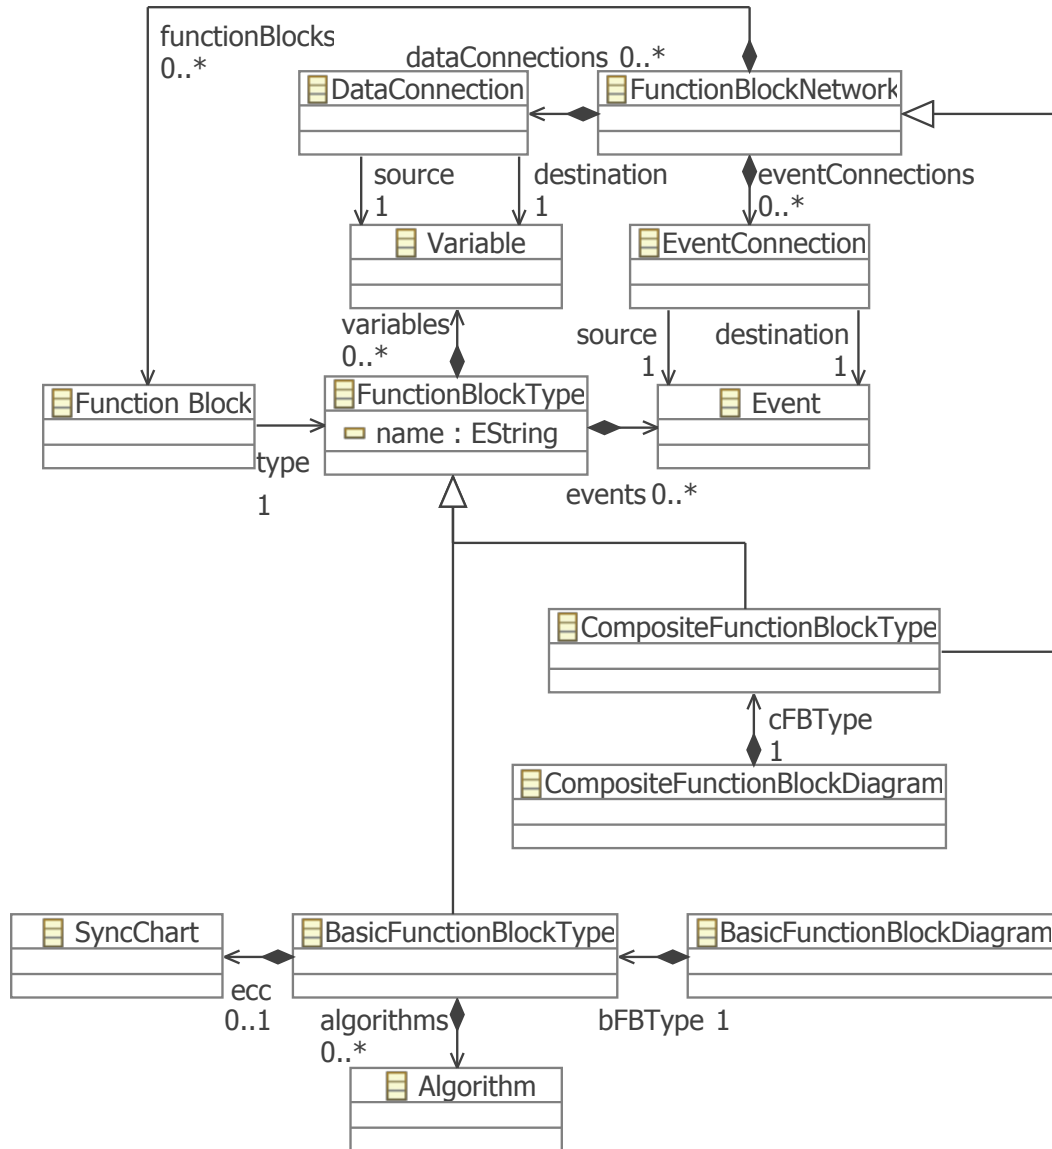 functionBlocks
0..*
dataConnections 0..*
DataConnection
FunctionBlockNetwork
source
1
destination
1
eventConnections
0..*
Variable
EventConnection
variables
0..*
source
1
destination
1
Function Block
FunctionBlockType
name : EString
Event
type
1
events 0..*
CompositeFunctionBlockType
cFBType
1
CompositeFunctionBlockDiagram
SyncChart
BasicFunctionBlockType
BasicFunctionBlockDiagram
ecc
0..1
algorithms
0..*
bFBType 1
Algorithm